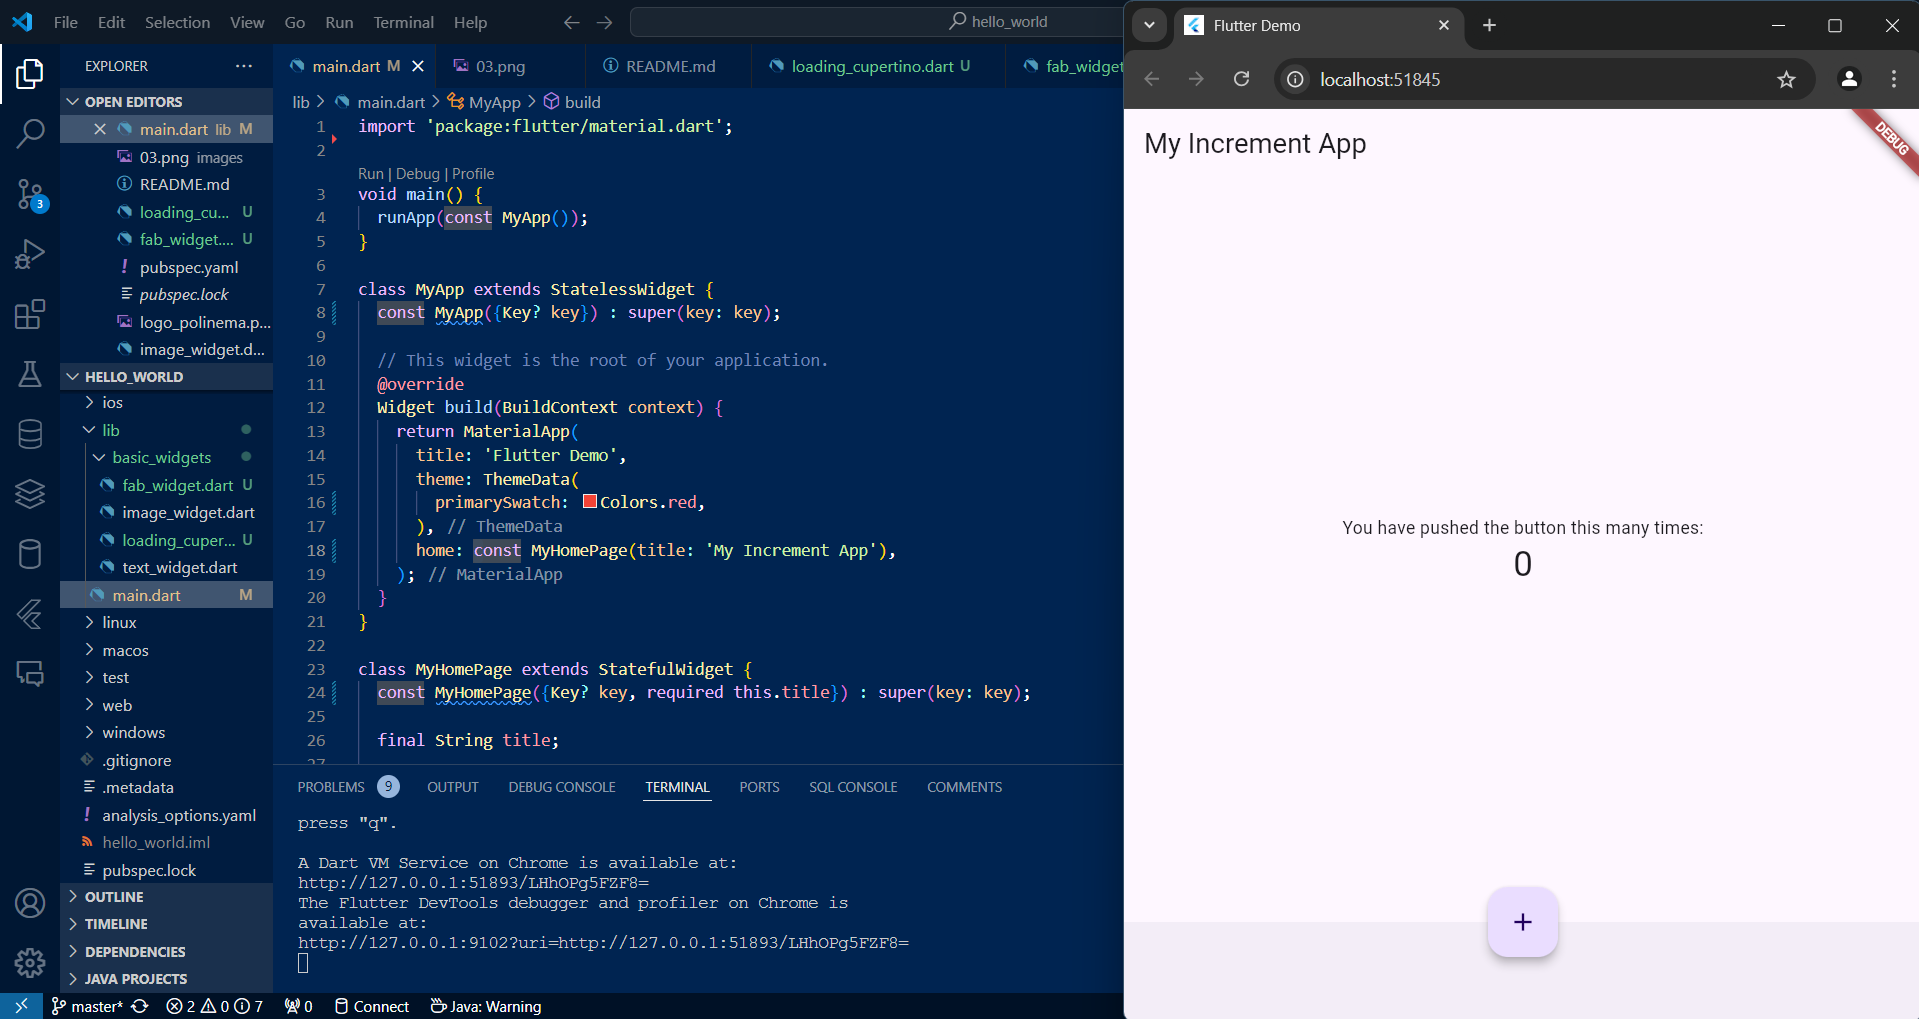 File Edit Selection View Go Run Terminal Help
hello_world
EXPLORER
OPEN EDITORS
main.dart lib M
03.png images
README.md
loading_cu... U
fab_widget.... U
pubspec.yaml
pubspec.lock
logo_polinema.p...
image_widget.d...
HELLO_WORLD
ios
lib
basic_widgets
fab_widget.dart U
image_widget.dart
loading_cuper... U
text_widget.dart
main.dart M
linux
macos
test
web
windows
.gitignore
.metadata
analysis_options.yaml
hello_world.iml
pubspec.lock
OUTLINE
TIMELINE
DEPENDENCIES
JAVA PROJECTS
3
main.dart M 03.png README.md loading_cupertino.dart U fab_widget
lib > main.dart > MyApp > build
1 import 'package:flutter/material.dart';
2
Run | Debug | Profile
3 void main() {
4 runApp(const MyApp());
5 }
6
7 class MyApp extends StatelessWidget {
8 const MyApp({Key? key}) : super(key: key);
9
10 // This widget is the root of your application.
11 @override
12 Widget build(BuildContext context) {
13 return MaterialApp(
14 title: 'Flutter Demo',
15 theme: ThemeData(
16 primarySwatch: Colors.red,
17 ), // ThemeData
18 home: const MyHomePage(title: 'My Increment App'),
19 ); // MaterialApp
20 }
21 }
22
23 class MyHomePage extends StatefulWidget {
24 const MyHomePage({Key? key, required this.title}) : super(key: key);
25
26 final String title;
27
PROBLEMS 9 OUTPUT DEBUG CONSOLE TERMINAL PORTS SQL CONSOLE COMMENTS
press "q".
A Dart VM Service on Chrome is available at:
http://127.0.0.1:51893/LHhOPg5FZF8=
The Flutter DevTools debugger and profiler on Chrome is
available at:
http://127.0.0.1:9102?uri=http://127.0.0.1:51893/LHhOPg5FZF8=
master* 2 0 7 0 Connect Java: Warning
Flutter Demo
localhost:51845
My Increment App
DEBUG
You have pushed the button this many times:
0
+